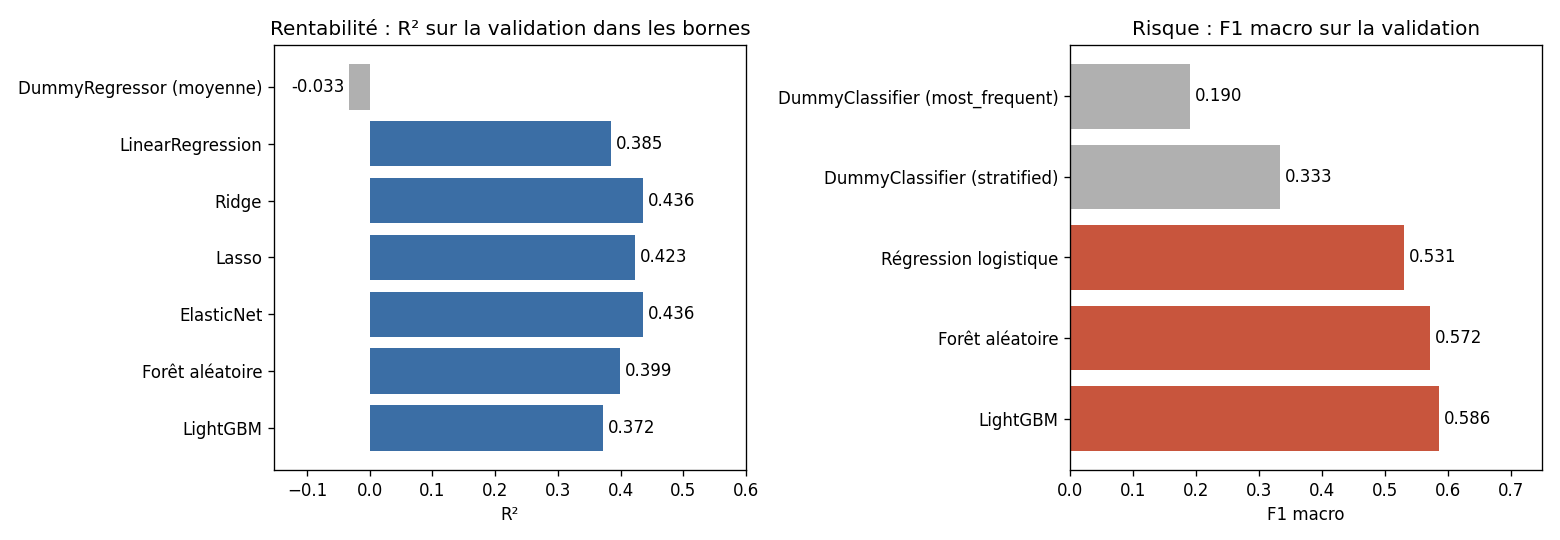 Rentabilité : R² sur la validation dans les bornes
DummyRegressor (moyenne)
-0.033
LinearRegression
0.385
Ridge
0.436
Lasso
0.423
ElasticNet
0.436
Forêt aléatoire
0.399
LightGBM
0.372
−0.1 0.0 0.1 0.2 0.3 0.4 0.5 0.6
R²
Risque : F1 macro sur la validation
DummyClassifier (most_frequent)
0.190
DummyClassifier (stratified)
0.333
Régression logistique
0.531
Forêt aléatoire
0.572
LightGBM
0.586
0.0 0.1 0.2 0.3 0.4 0.5 0.6 0.7
F1 macro